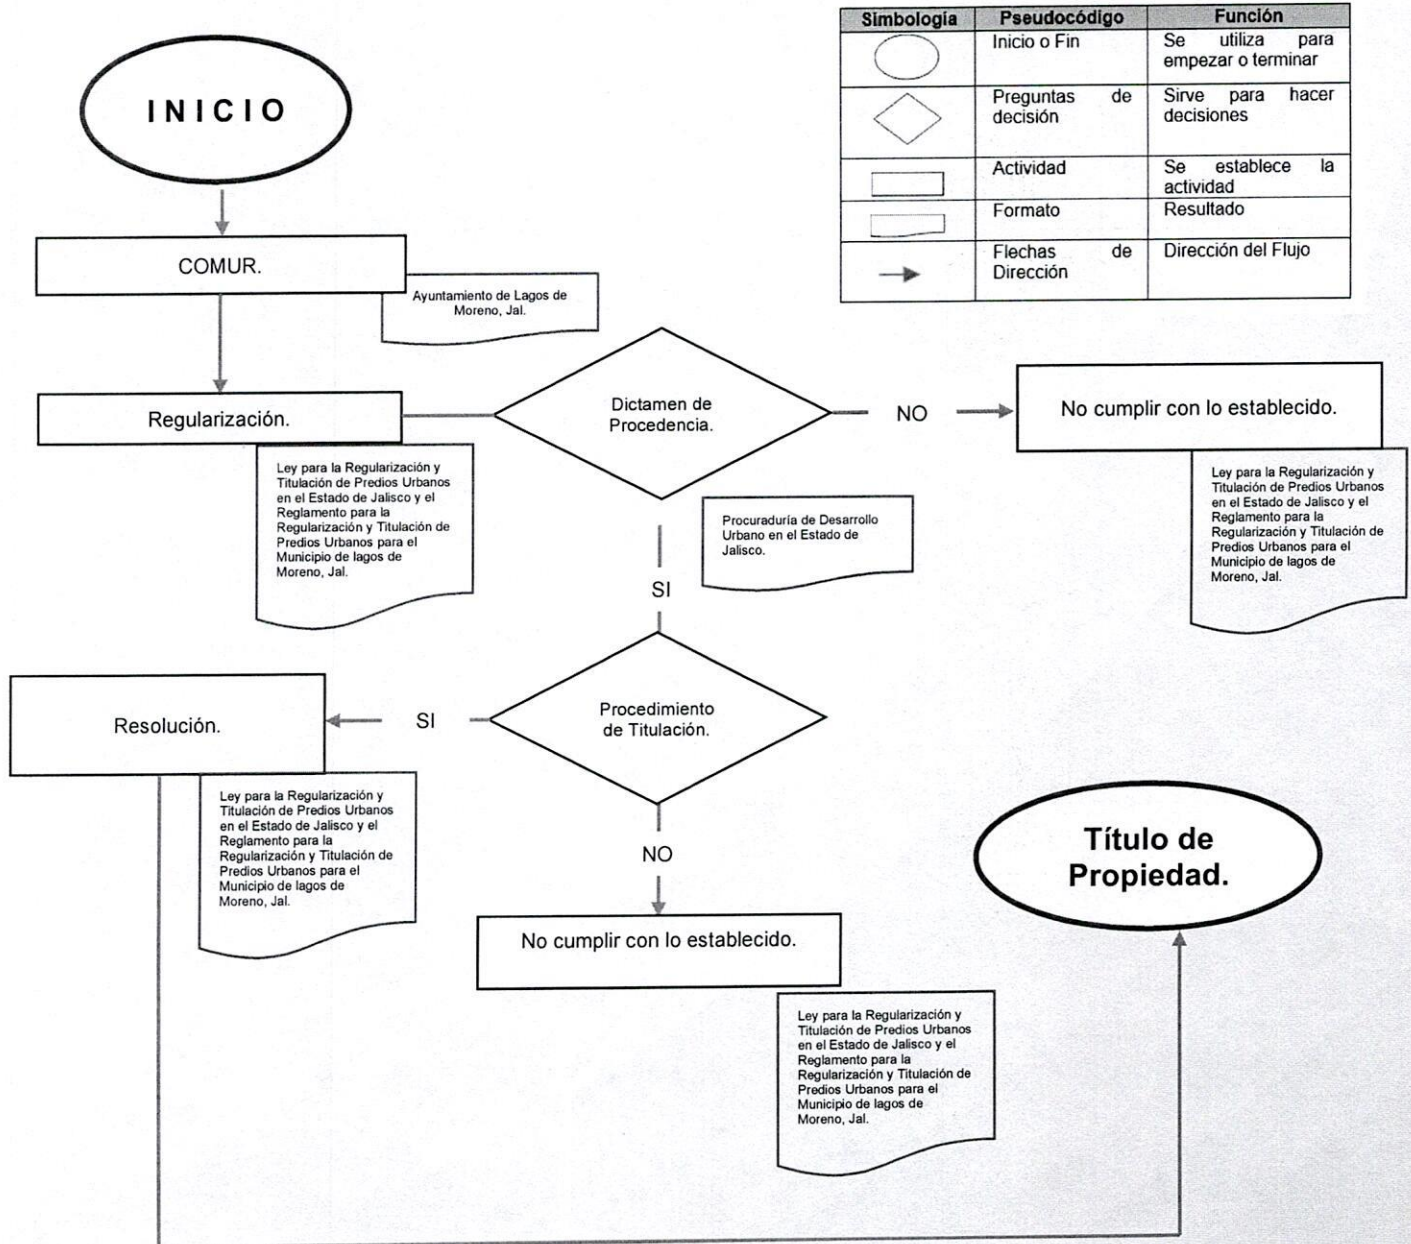 Simbología Pseudocódigo Función
Inicio o Fin
Se utiliza para
empezar o terminar
Preguntas de
decisión
Sirve para hacer
decisiones
Actividad
Se establece la
actividad
Formato
Resultado
Flechas de
Dirección
Dirección del Flujo
INICIO
COMUR.
Ayuntamiento de Lagos de
Moreno, Jal.
Regularización.
Ley para la Regularización y
Titulación de Predios Urbanos
en el Estado de Jalisco y el
Reglamento para la
Regularización y Titulación de
Predios Urbanos para el
Municipio de lagos de
Moreno, Jal.
Dictamen de
Procedencia.
NO
No cumplir con lo establecido.
Ley para la Regularización y
Titulación de Predios Urbanos
en el Estado de Jalisco y el
Reglamento para la
Regularización y Titulación de
Predios Urbanos para el
Municipio de lagos de
Moreno, Jal.
Procuraduría de Desarrollo
Urbano en el Estado de
Jalisco.
SI
Procedimiento
de Titulación.
SI
Resolución.
Ley para la Regularización y
Titulación de Predios Urbanos
en el Estado de Jalisco y el
Reglamento para la
Regularización y Titulación de
Predios Urbanos para el
Municipio de lagos de
Moreno, Jal.
NO
No cumplir con lo establecido.
Ley para la Regularización y
Titulación de Predios Urbanos
en el Estado de Jalisco y el
Reglamento para la
Regularización y Titulación de
Predios Urbanos para el
Municipio de lagos de
Moreno, Jal.
Título de
Propiedad.